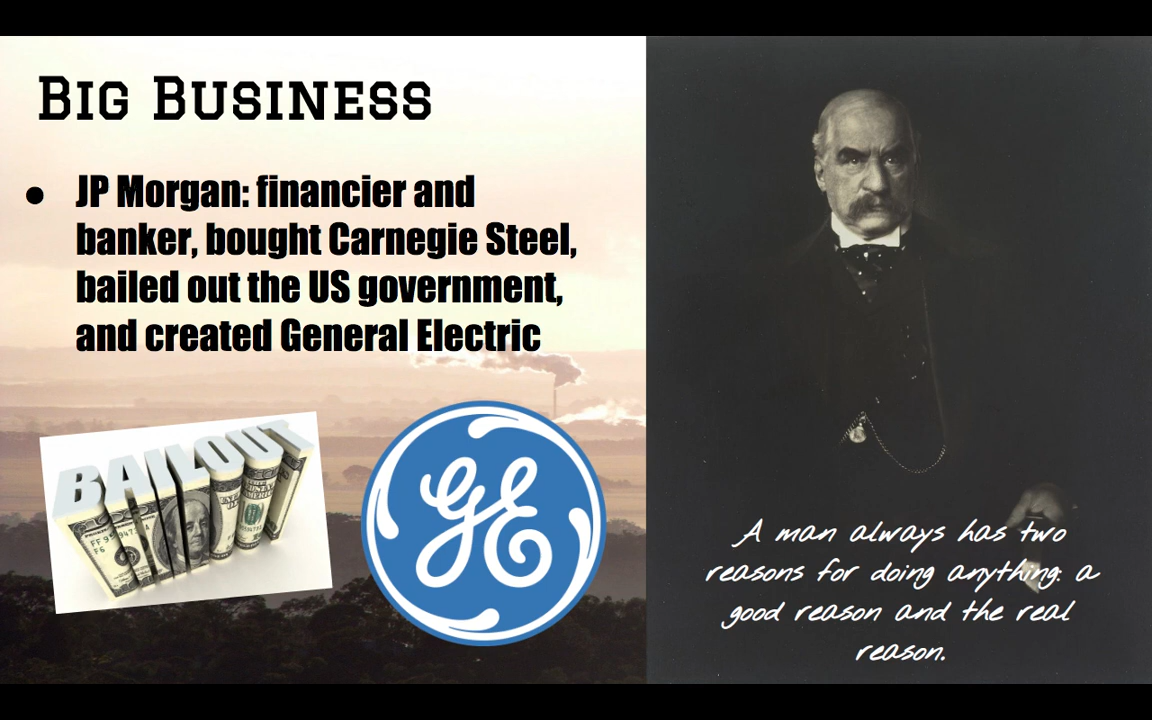 Big Business
● JP Morgan: financier and
banker, bought Carnegie Steel,
bailed out the US government,
and created General Electric
BAILOUT
GE
A man always has two
reasons for doing anything: a
good reason and the real
reason.